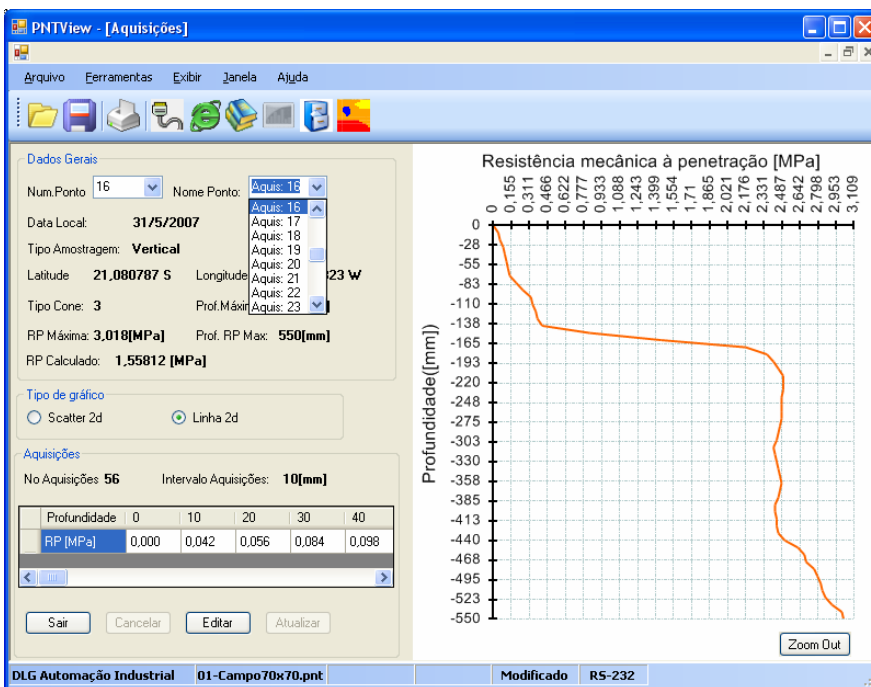 PNTView - [Aquisições]
Arquivo Ferramentas Exibir Janela Ajuda
Dados Gerais
Num.Ponto 16 Nome Ponto: Aquis: 16
Aquis: 16
Aquis: 17
Aquis: 18
Aquis: 19
Aquis: 20
Aquis: 21
Aquis: 22
Aquis: 23
Data Local: 31/5/2007
Tipo Amostragem: Vertical
Latitude 21,080787 S Longitude 23 W
Tipo Cone: 3 Prof.Máxi
RP Máxima: 3,018[MPa] Prof. RP Max: 550[mm]
RP Calculado: 1,55812 [MPa]
Tipo de gráfico
Scatter 2d Linha 2d
Aquisições
No Aquisições 56 Intervalo Aquisições: 10[mm]
Profundidade 0 10 20 30 40
RP [MPa] 0,000 0,042 0,056 0,084 0,098
Sair Cancelar Editar Atualizar
Resistência mecânica à penetração [MPa]
0 0,155 0,311 0,466 0,622 0,777 0,933 1,088 1,243 1,399 1,554 1,71 1,865 2,021 2,176 2,331 2,487 2,642 2,798 2,953 3,109
Profundidade([mm])
0
-28
-55
-83
-110
-138
-165
-193
-220
-248
-275
-303
-330
-358
-385
-413
-440
-468
-495
-523
-550
Zoom Out
DLG Automação Industrial 01-Campo70x70.pnt Modificado RS-232